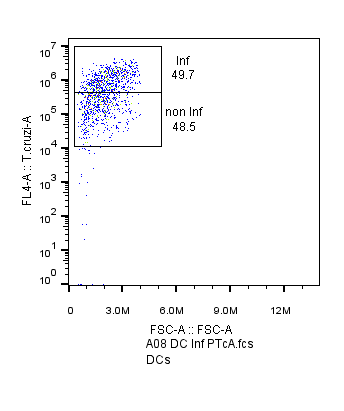 10^7
Inf
49.7
10^6
non Inf
48.5
10^5
10^4
10^3
10^2
10^1
10^0
FL4-A :: T.cruzi-A
0 3.0M 6.0M 9.0M 12M
FSC-A :: FSC-A
A08 DC Inf PTcA.fcs
DCs